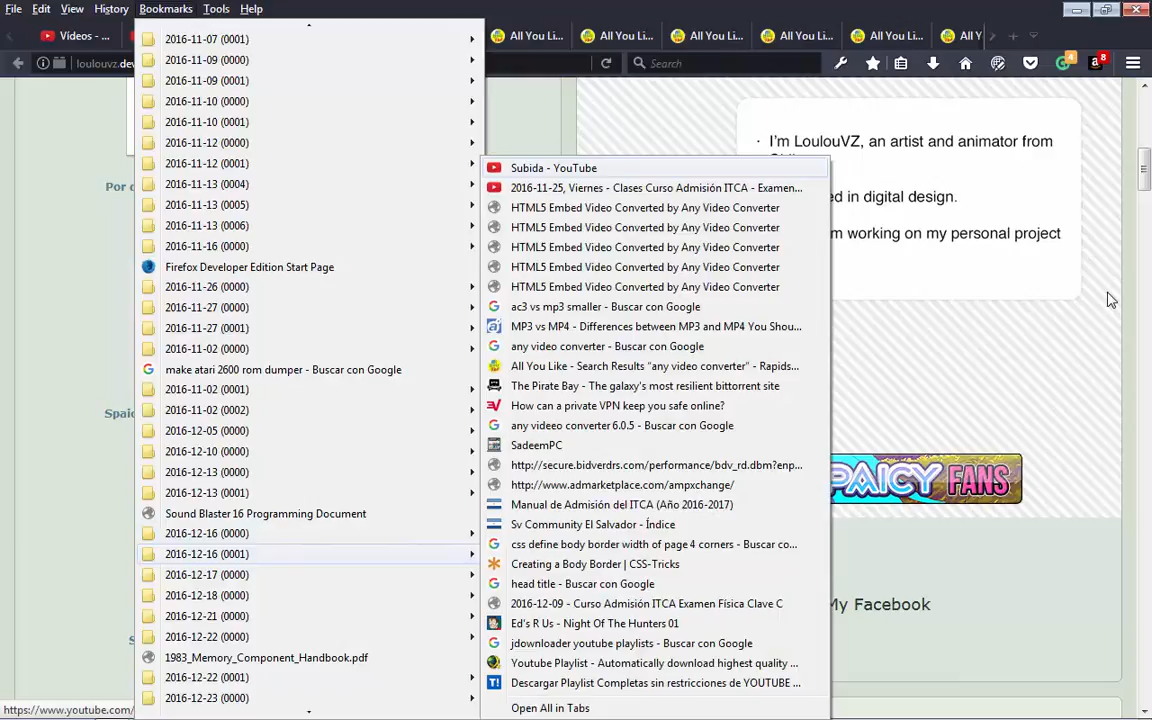 File Edit View History Bookmarks Tools Help
Vídeos - ...
All You Li...
All You Li...
All You Li...
All You Li...
All You Li...
All Y
loulouvz.dev
Search
4
8
2016-11-07 (0001)
2016-11-09 (0000)
2016-11-09 (0001)
2016-11-10 (0000)
2016-11-10 (0001)
2016-11-12 (0000)
2016-11-12 (0001)
2016-11-13 (0004)
2016-11-13 (0005)
2016-11-13 (0006)
2016-11-16 (0000)
Firefox Developer Edition Start Page
2016-11-26 (0000)
2016-11-27 (0000)
2016-11-27 (0001)
2016-11-02 (0000)
make atari 2600 rom dumper - Buscar con Google
2016-11-02 (0001)
2016-11-02 (0002)
2016-12-05 (0000)
2016-12-10 (0000)
2016-12-13 (0000)
2016-12-13 (0001)
Sound Blaster 16 Programming Document
2016-12-16 (0000)
2016-12-16 (0001)
2016-12-17 (0000)
2016-12-18 (0000)
2016-12-21 (0000)
2016-12-22 (0000)
1983_Memory_Component_Handbook.pdf
2016-12-22 (0001)
2016-12-23 (0000)
Subida - YouTube
2016-11-25, Viernes - Clases Curso Admisión ITCA - Examen...
HTML5 Embed Video Converted by Any Video Converter
HTML5 Embed Video Converted by Any Video Converter
HTML5 Embed Video Converted by Any Video Converter
HTML5 Embed Video Converted by Any Video Converter
HTML5 Embed Video Converted by Any Video Converter
ac3 vs mp3 smaller - Buscar con Google
MP3 vs MP4 - Differences between MP3 and MP4 You Shou...
any video converter - Buscar con Google
All You Like - Search Results “any video converter” - Rapids...
The Pirate Bay - The galaxy's most resilient bittorrent site
How can a private VPN keep you safe online?
any videeo converter 6.0.5 - Buscar con Google
SadeemPC
http://secure.bidverdrs.com/performance/bdv_rd.dbm?enp...
http://www.admarketplace.com/ampxchange/
Manual de Admisión del ITCA (Año 2016-2017)
Sv Community El Salvador - Índice
css define body border width of page 4 corners - Buscar co...
Creating a Body Border | CSS-Tricks
head title - Buscar con Google
2016-12-09 - Curso Admisión ITCA Examen Física Clave C
Ed's R Us - Night Of The Hunters 01
jdownloader youtube playlists - Buscar con Google
Youtube Playlist - Automatically download highest quality ...
Descargar Playlist Completas sin restricciones de YOUTUBE ...
Open All in Tabs
· I'm LoulouVZ, an artist and animator from
ed in digital design.
m working on my personal project
PAICY FANS
My Facebook
Por
Spaic
https://www.youtube.com/